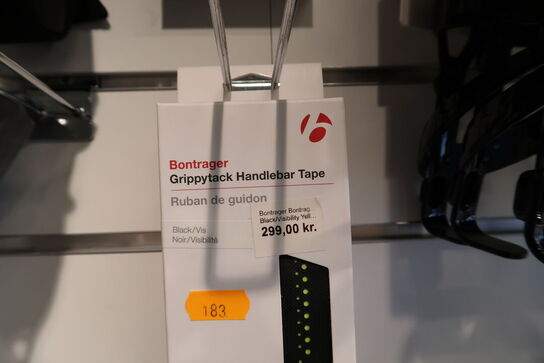 Bontrager
Grippytack Handlebar Tape
Ruban de guidon
Black/Vis
Noir/Visibilité
Bontrager Bontrag...
Black/Visibility Yell...
299,00 kr.
183